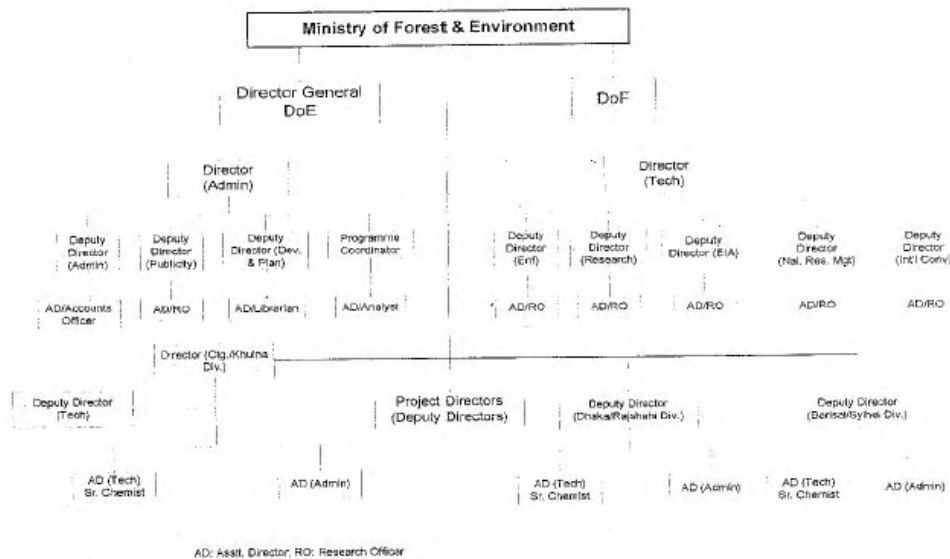 Ministry of Forest & Environment
Director General
DoE
DoF
Director
(Admin)
Director
(Tech)
Deputy
Director
(Admin)
Deputy
Director
(Publicity)
Deputy
Director (Dev.
& Plan)
Programme
Coordinator
Deputy
Director
(Enf)
Deputy
Director
(Research)
Deputy
Director (EIA)
Deputy
Director
(Nat. Res. Mgt)
Deputy
Director
(Int'l Conv)
AD/Accounts
Officer
AD/RO
AD/Librarian
AD/Analyst
AD/RO
AD/RO
AD/RO
AD/RO
AD/RO
Director (Ctg./Khulna
Div.)
Deputy Director
(Tech)
Project Directors
(Deputy Directors)
Deputy Director
(Dhaka/Rajshahi Div.)
Deputy Director
(Barisal/Sylhet Div.)
AD (Tech)
Sr. Chemist
AD (Admin)
AD (Tech)
Sr. Chemist
AD (Admin)
AD (Tech)
Sr. Chemist
AD (Admin)
AD: Asstt. Director, RO: Research Officer